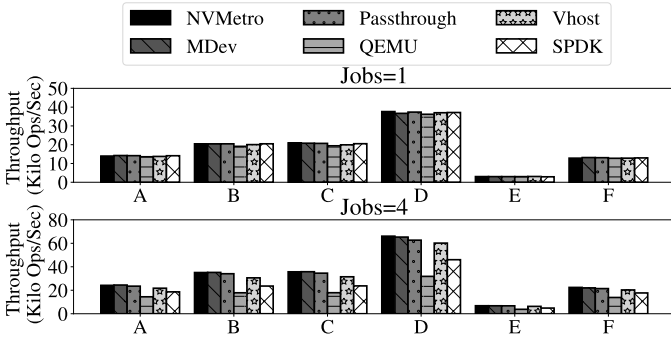 NVMetro Passthrough Vhost
MDev QEMU SPDK
Jobs=1
Throughput
(Kilo Ops/Sec)
50
40
30
20
10
0
A B C D E F
Jobs=4
Throughput
(Kilo Ops/Sec)
80
60
40
20
0
A B C D E F